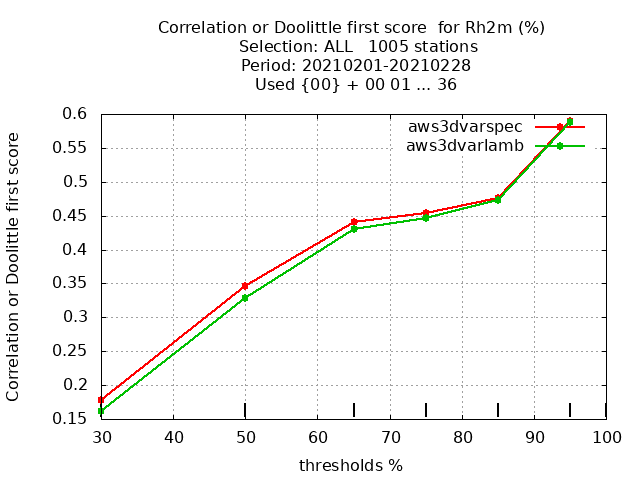 Correlation or Doolittle first score  for Rh2m (%)
Selection: ALL   1005 stations
Period: 20210201-20210228
Used {00} + 00 01 ... 36
Correlation or Doolittle first score
0.6
0.55
0.5
0.45
0.4
0.35
0.3
0.25
0.2
0.15
aws3dvarspec
aws3dvarlamb
30 40 50 60 70 80 90 100
thresholds %